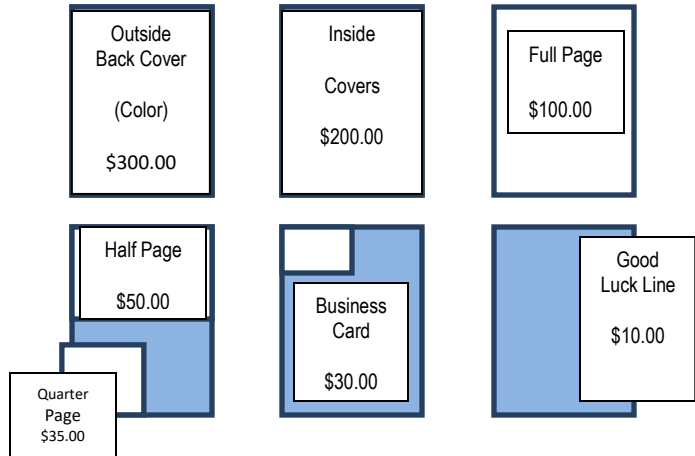 Outside
Back Cover
(Color)
$300.00
Inside
Covers
$200.00
Full Page
$100.00
Half Page
$50.00
Quarter
Page
$35.00
Business
Card
$30.00
Good
Luck Line
$10.00